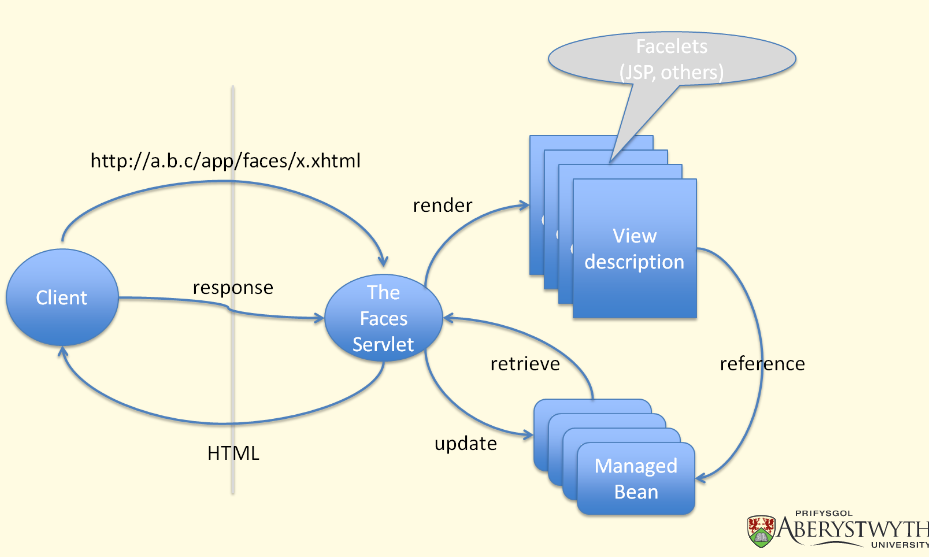 Facelets
(JSP, others)
http://a.b.c/app/faces/x.xhtml
render
View
description
Client
response
The
Faces
Servlet
retrieve
reference
update
HTML
Managed
Bean
PRIFYSGOL
ABERYSTWYTH
UNIVERSITY